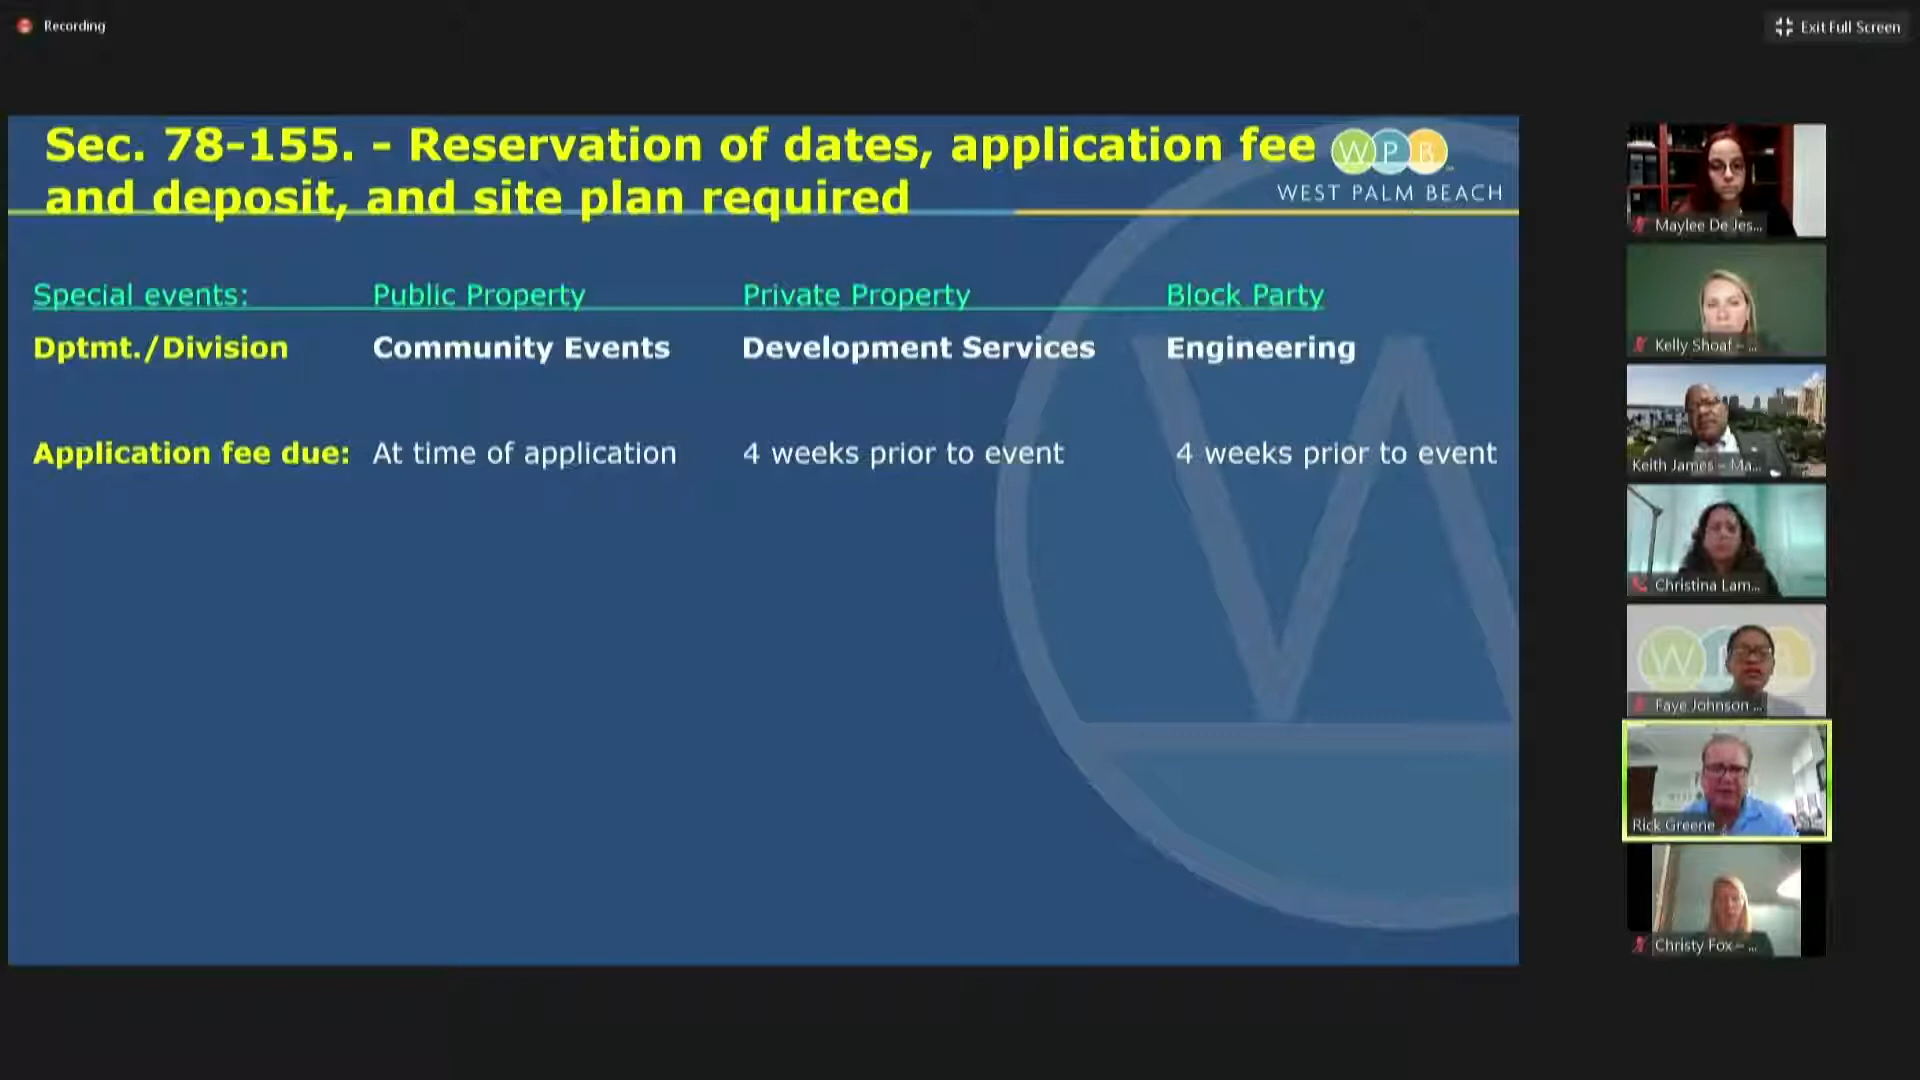 Recording
Exit Full Screen
Sec. 78-155. - Reservation of dates, application fee
and deposit, and site plan required
WPB
WEST PALM BEACH
Special events: Public Property Private Property Block Party
Dptmt./Division Community Events Development Services Engineering
Application fee due: At time of application 4 weeks prior to event 4 weeks prior to event
Maylee De Jes...
Kelly Shoaf – ...
Keith James – Ma...
Christina Lam...
Faye Johnson ...
Rick Greene
Christy Fox – ...